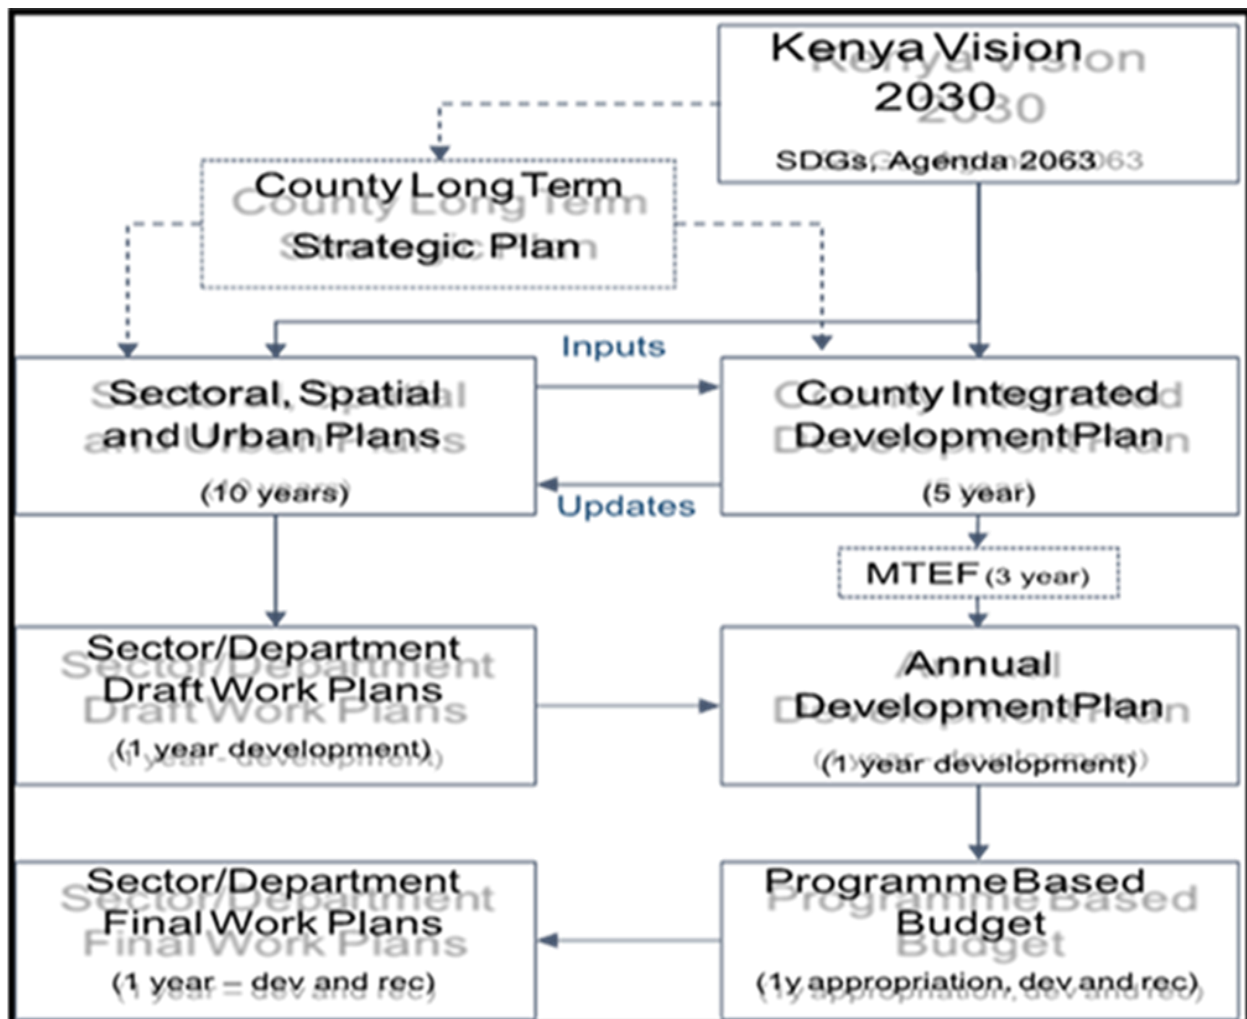 Kenya Vision
2030
SDGs, Agenda 2063
County Long Term
Strategic Plan
Inputs
Sectoral, Spatial
and Urban Plans
(10 years)
County Integrated
Development Plan
(5 year)
Updates
MTEF (3 year)
Sector/Department
Draft Work Plans
(1 year development)
Annual
Development Plan
(1 year development)
Sector/Department
Final Work Plans
(1 year – dev and rec)
Programme Based
Budget
(1y appropriation, dev and rec)